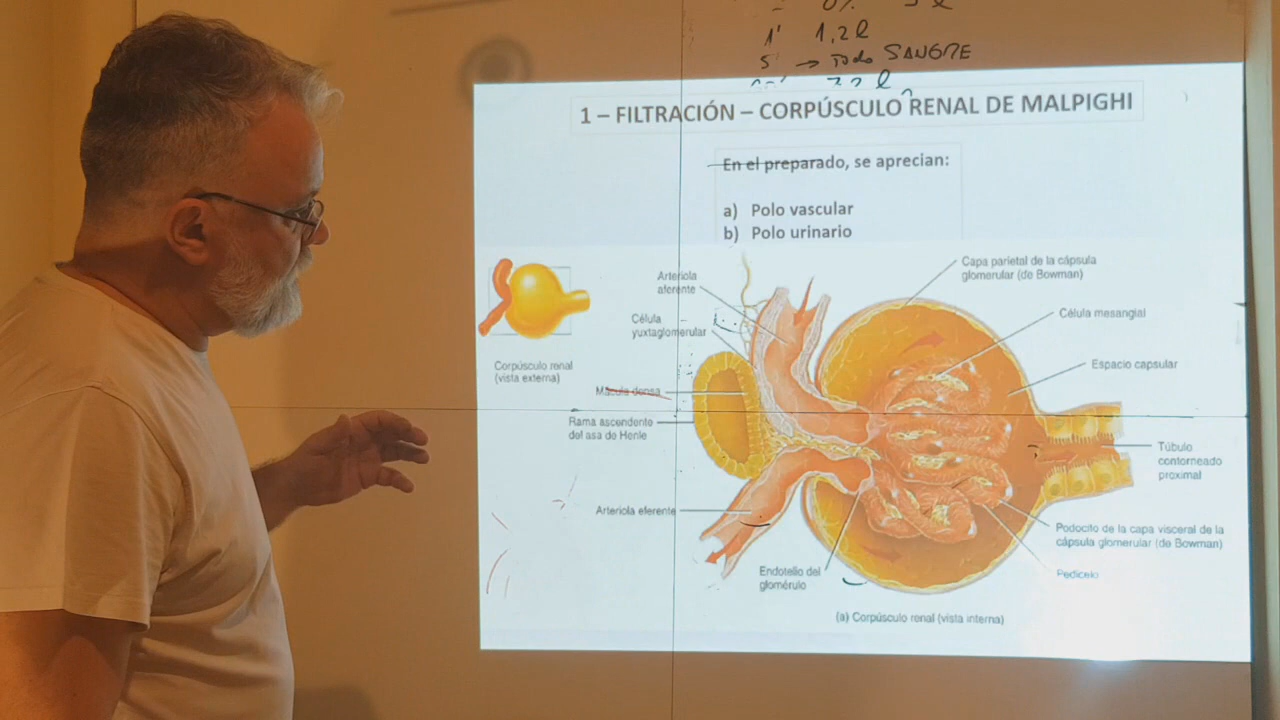 1' 1,2 l
5' → Todo SANGRE
1 – FILTRACIÓN – CORPÚSCULO RENAL DE MALPIGHI
En el preparado, se aprecian:
a) Polo vascular
b) Polo urinario
Arteriola
aferente
Capa parietal de la cápsula
glomerular (de Bowman)
Célula
yuxtaglomerular
Célula mesangial
Corpúsculo renal
(vista externa)
Espacio capsular
Mácula densa
Rama ascendente
del asa de Henle
Túbulo
contorneado
proximal
Arteriola eferente
Podocito de la capa visceral de la
cápsula glomerular (de Bowman)
Endotelio del
glomérulo
Pedicelo
(a) Corpúsculo renal (vista interna)